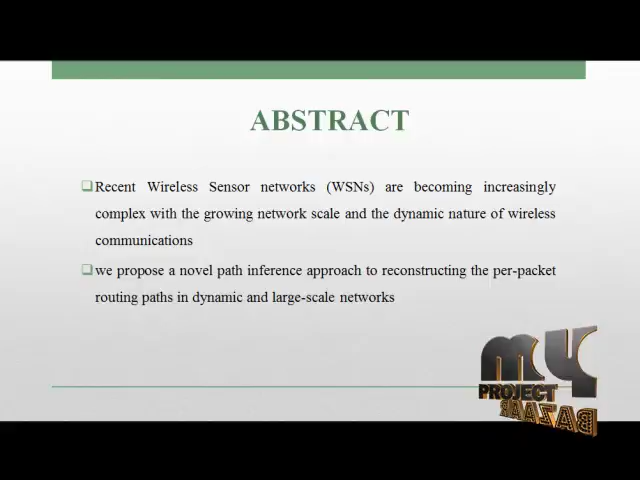 ABSTRACT
Recent Wireless Sensor networks (WSNs) are becoming increasingly
complex with the growing network scale and the dynamic nature of wireless
communications
we propose a novel path inference approach to reconstructing the per-packet
routing paths in dynamic and large-scale networks
MY
PROJECT
BAZAAR